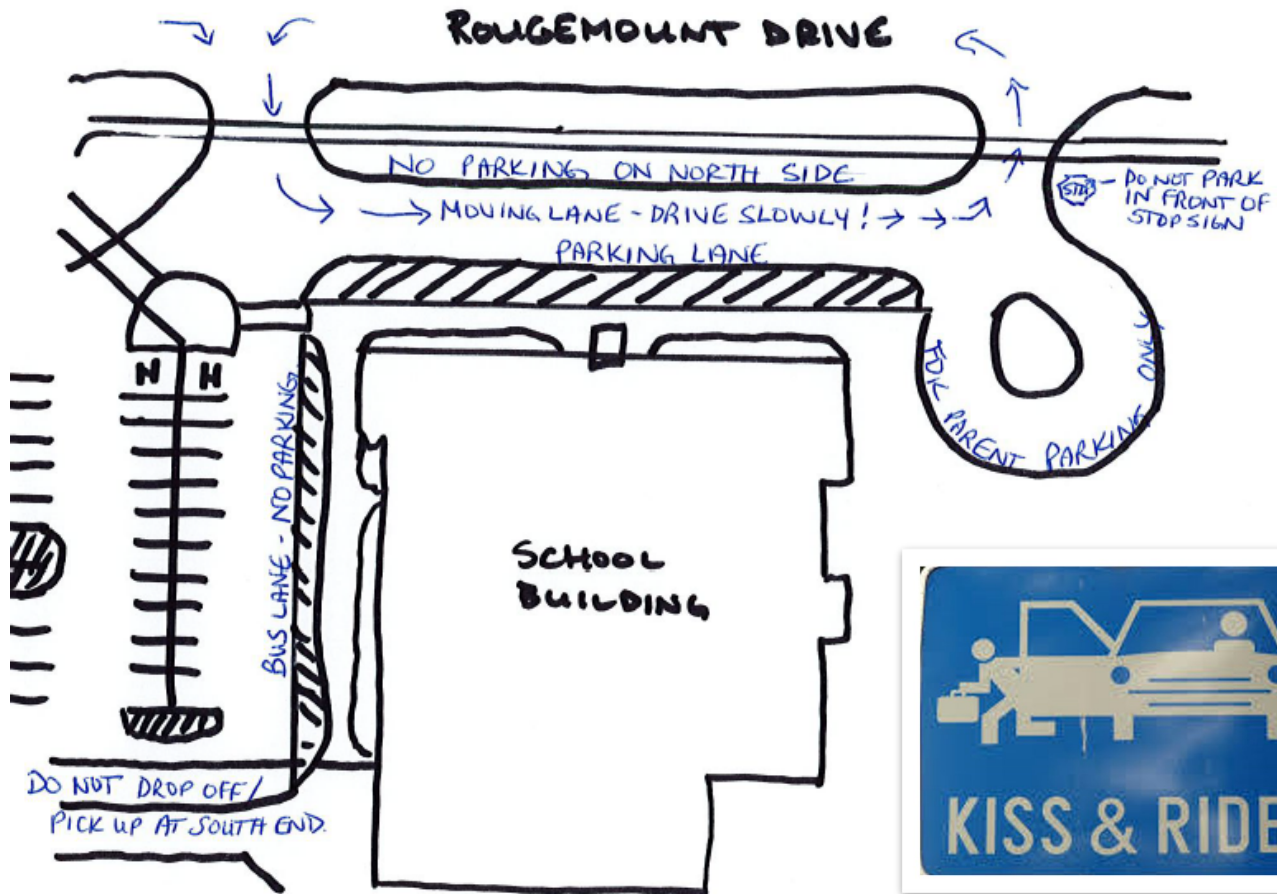 ROUGEMOUNT DRIVE
NO PARKING ON NORTH SIDE
MOVING LANE - DRIVE SLOWLY!
PARKING LANE
STOP - DO NOT PARK
IN FRONT OF
STOP SIGN
N H
BUS LANE - NO PARKING
FDK PARENT PARKING ONLY
SCHOOL
BUILDING
DO NOT DROP OFF/
PICK UP AT SOUTH END.
KISS & RIDE